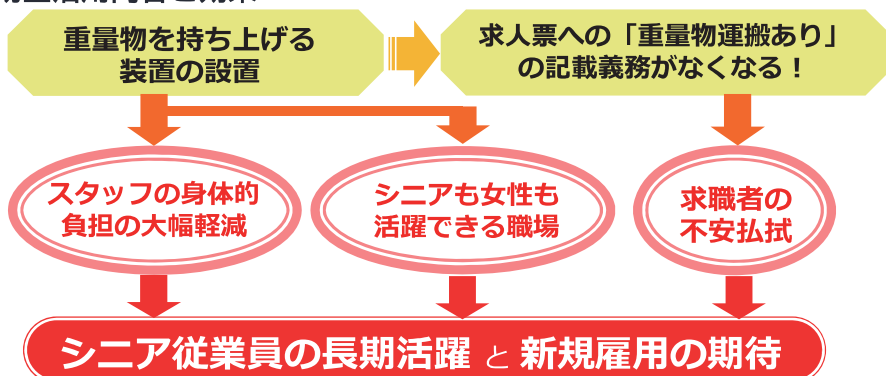 重量物を持ち上げる
装置の設置
求人票への「重量物運搬あり」
の記載義務がなくなる！
スタッフの身体的
負担の大幅軽減
シニアも女性も
活躍できる職場
求職者の
不安払拭
シニア従業員の長期活躍 と 新規雇用の期待